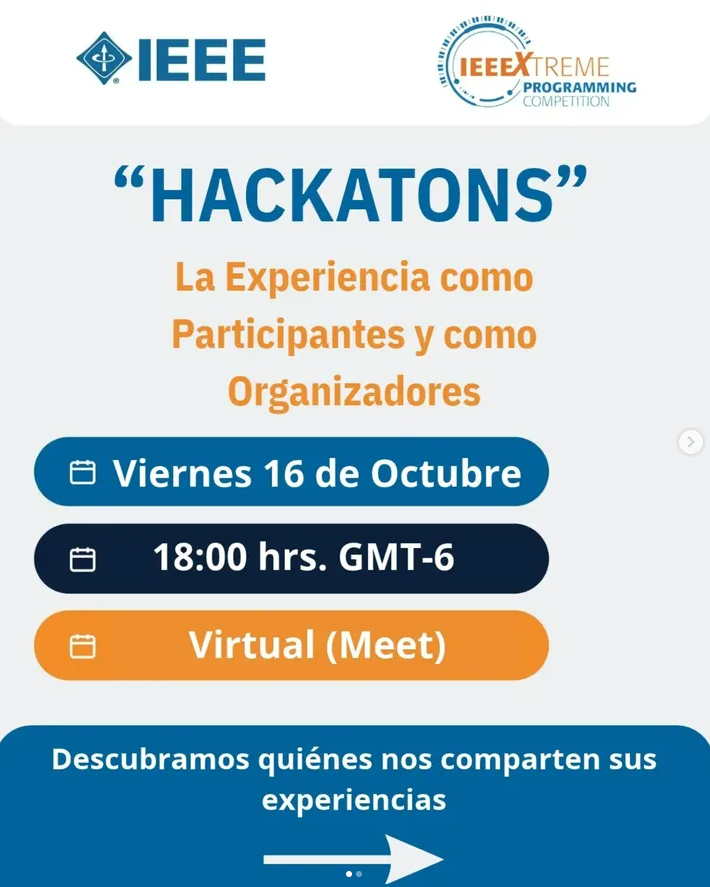 IEEE
IEEEXTREME
PROGRAMMING
COMPETITION
“HACKATONS”
La Experiencia como
Participantes y como
Organizadores
Viernes 16 de Octubre
18:00 hrs. GMT-6
Virtual (Meet)
Descubramos quiénes nos comparten sus
experiencias